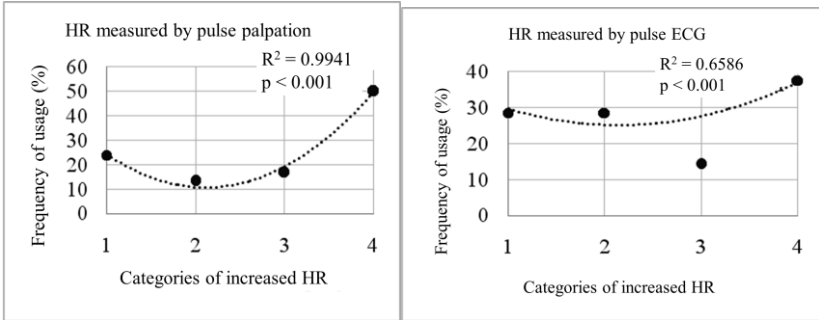 HR measured by pulse palpation
R² = 0.9941
p < 0.001
Frequency of usage (%)
60
50
40
30
20
10
0
1 2 3 4
Categories of increased HR
HR measured by pulse ECG
R² = 0.6586
p < 0.001
Frequency of usage (%)
40
30
20
10
0
1 2 3 4
Categories of increased HR